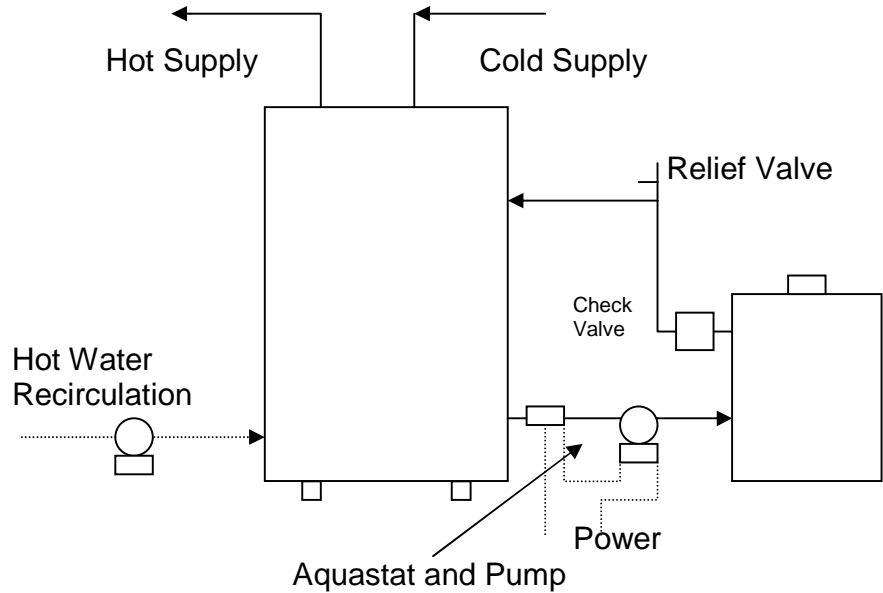 Hot Supply
Cold Supply
Relief Valve
Check
Valve
Hot Water
Recirculation
Power
Aquastat and Pump